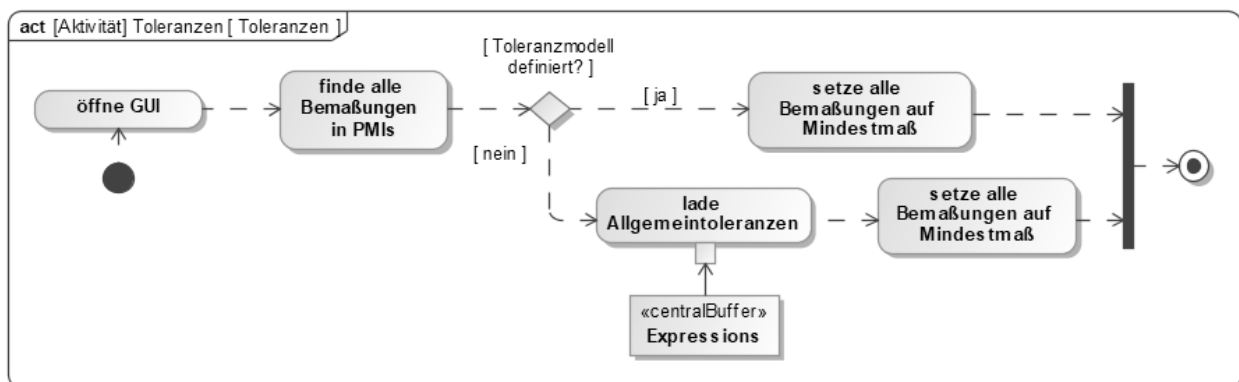 act [Aktivität] Toleranzen [ Toleranzen ]
öffne GUI
finde alle
Bemaßungen
in PMIs
[ Toleranzmodell
definiert? ]
[ ja ]
setze alle
Bemaßungen auf
Mindestmaß
[ nein ]
lade
Allgemeintoleranzen
setze alle
Bemaßungen auf
Mindestmaß
«centralBuffer»
Expressions